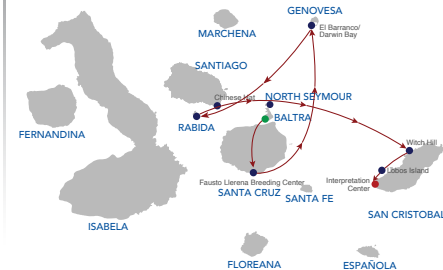 GENOVESA
El Barranco/
Darwin Bay
MARCHENA
SANTIAGO
Chinese Hat
NORTH SEYMOUR
BALTRA
RABIDA
FERNANDINA
Witch Hill
Lobos Island
Interpretation
Center
Fausto Llerena Breeding Center
SANTA CRUZ
SANTA FE
SAN CRISTOBAL
ISABELA
FLOREANA
ESPAÑOLA